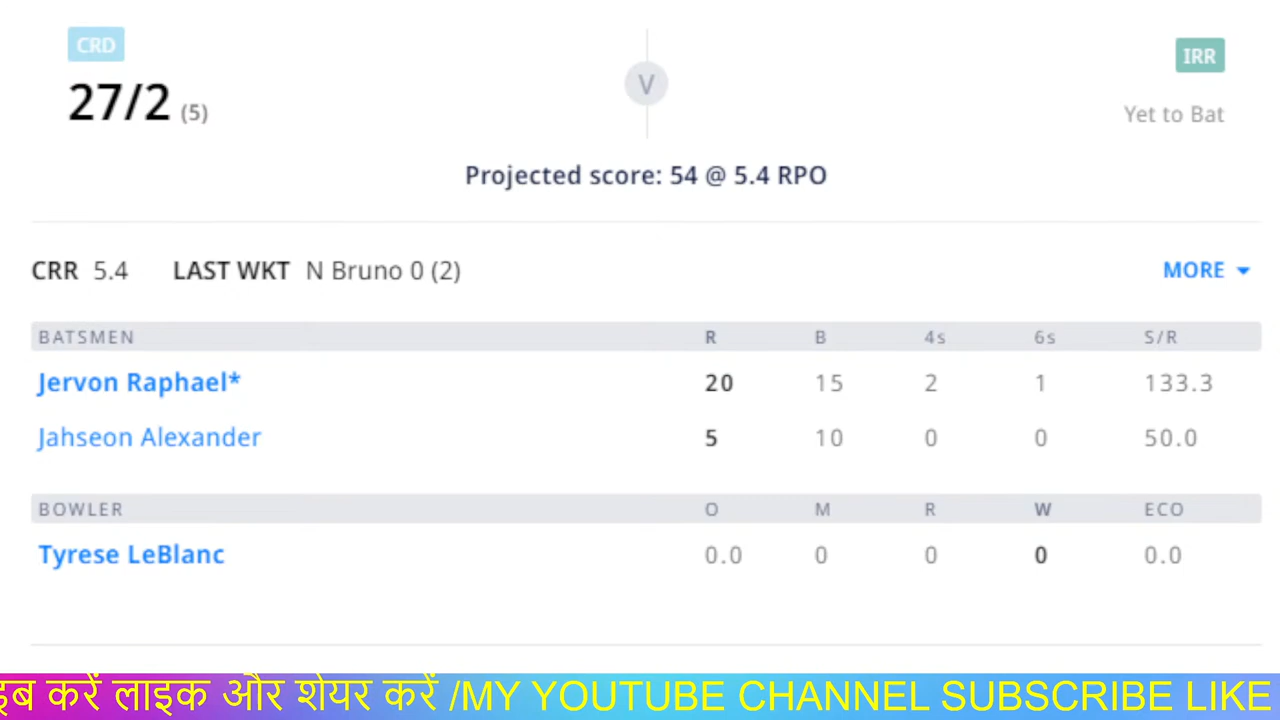 CRD
27/2 (5)
V
IRR
Yet to Bat
Projected score: 54 @ 5.4 RPO
CRR 5.4 LAST WKT N Bruno 0 (2)
MORE
BATSMEN R B 4s 6s S/R
Jervon Raphael* 20 15 2 1 133.3
Jahseon Alexander 5 10 0 0 50.0
BOWLER O M R W ECO
Tyrese LeBlanc 0.0 0 0 0 0.0
करें लाइक और शेयर करें /MY YOUTUBE CHANNEL SUBSCRIBE LIKE